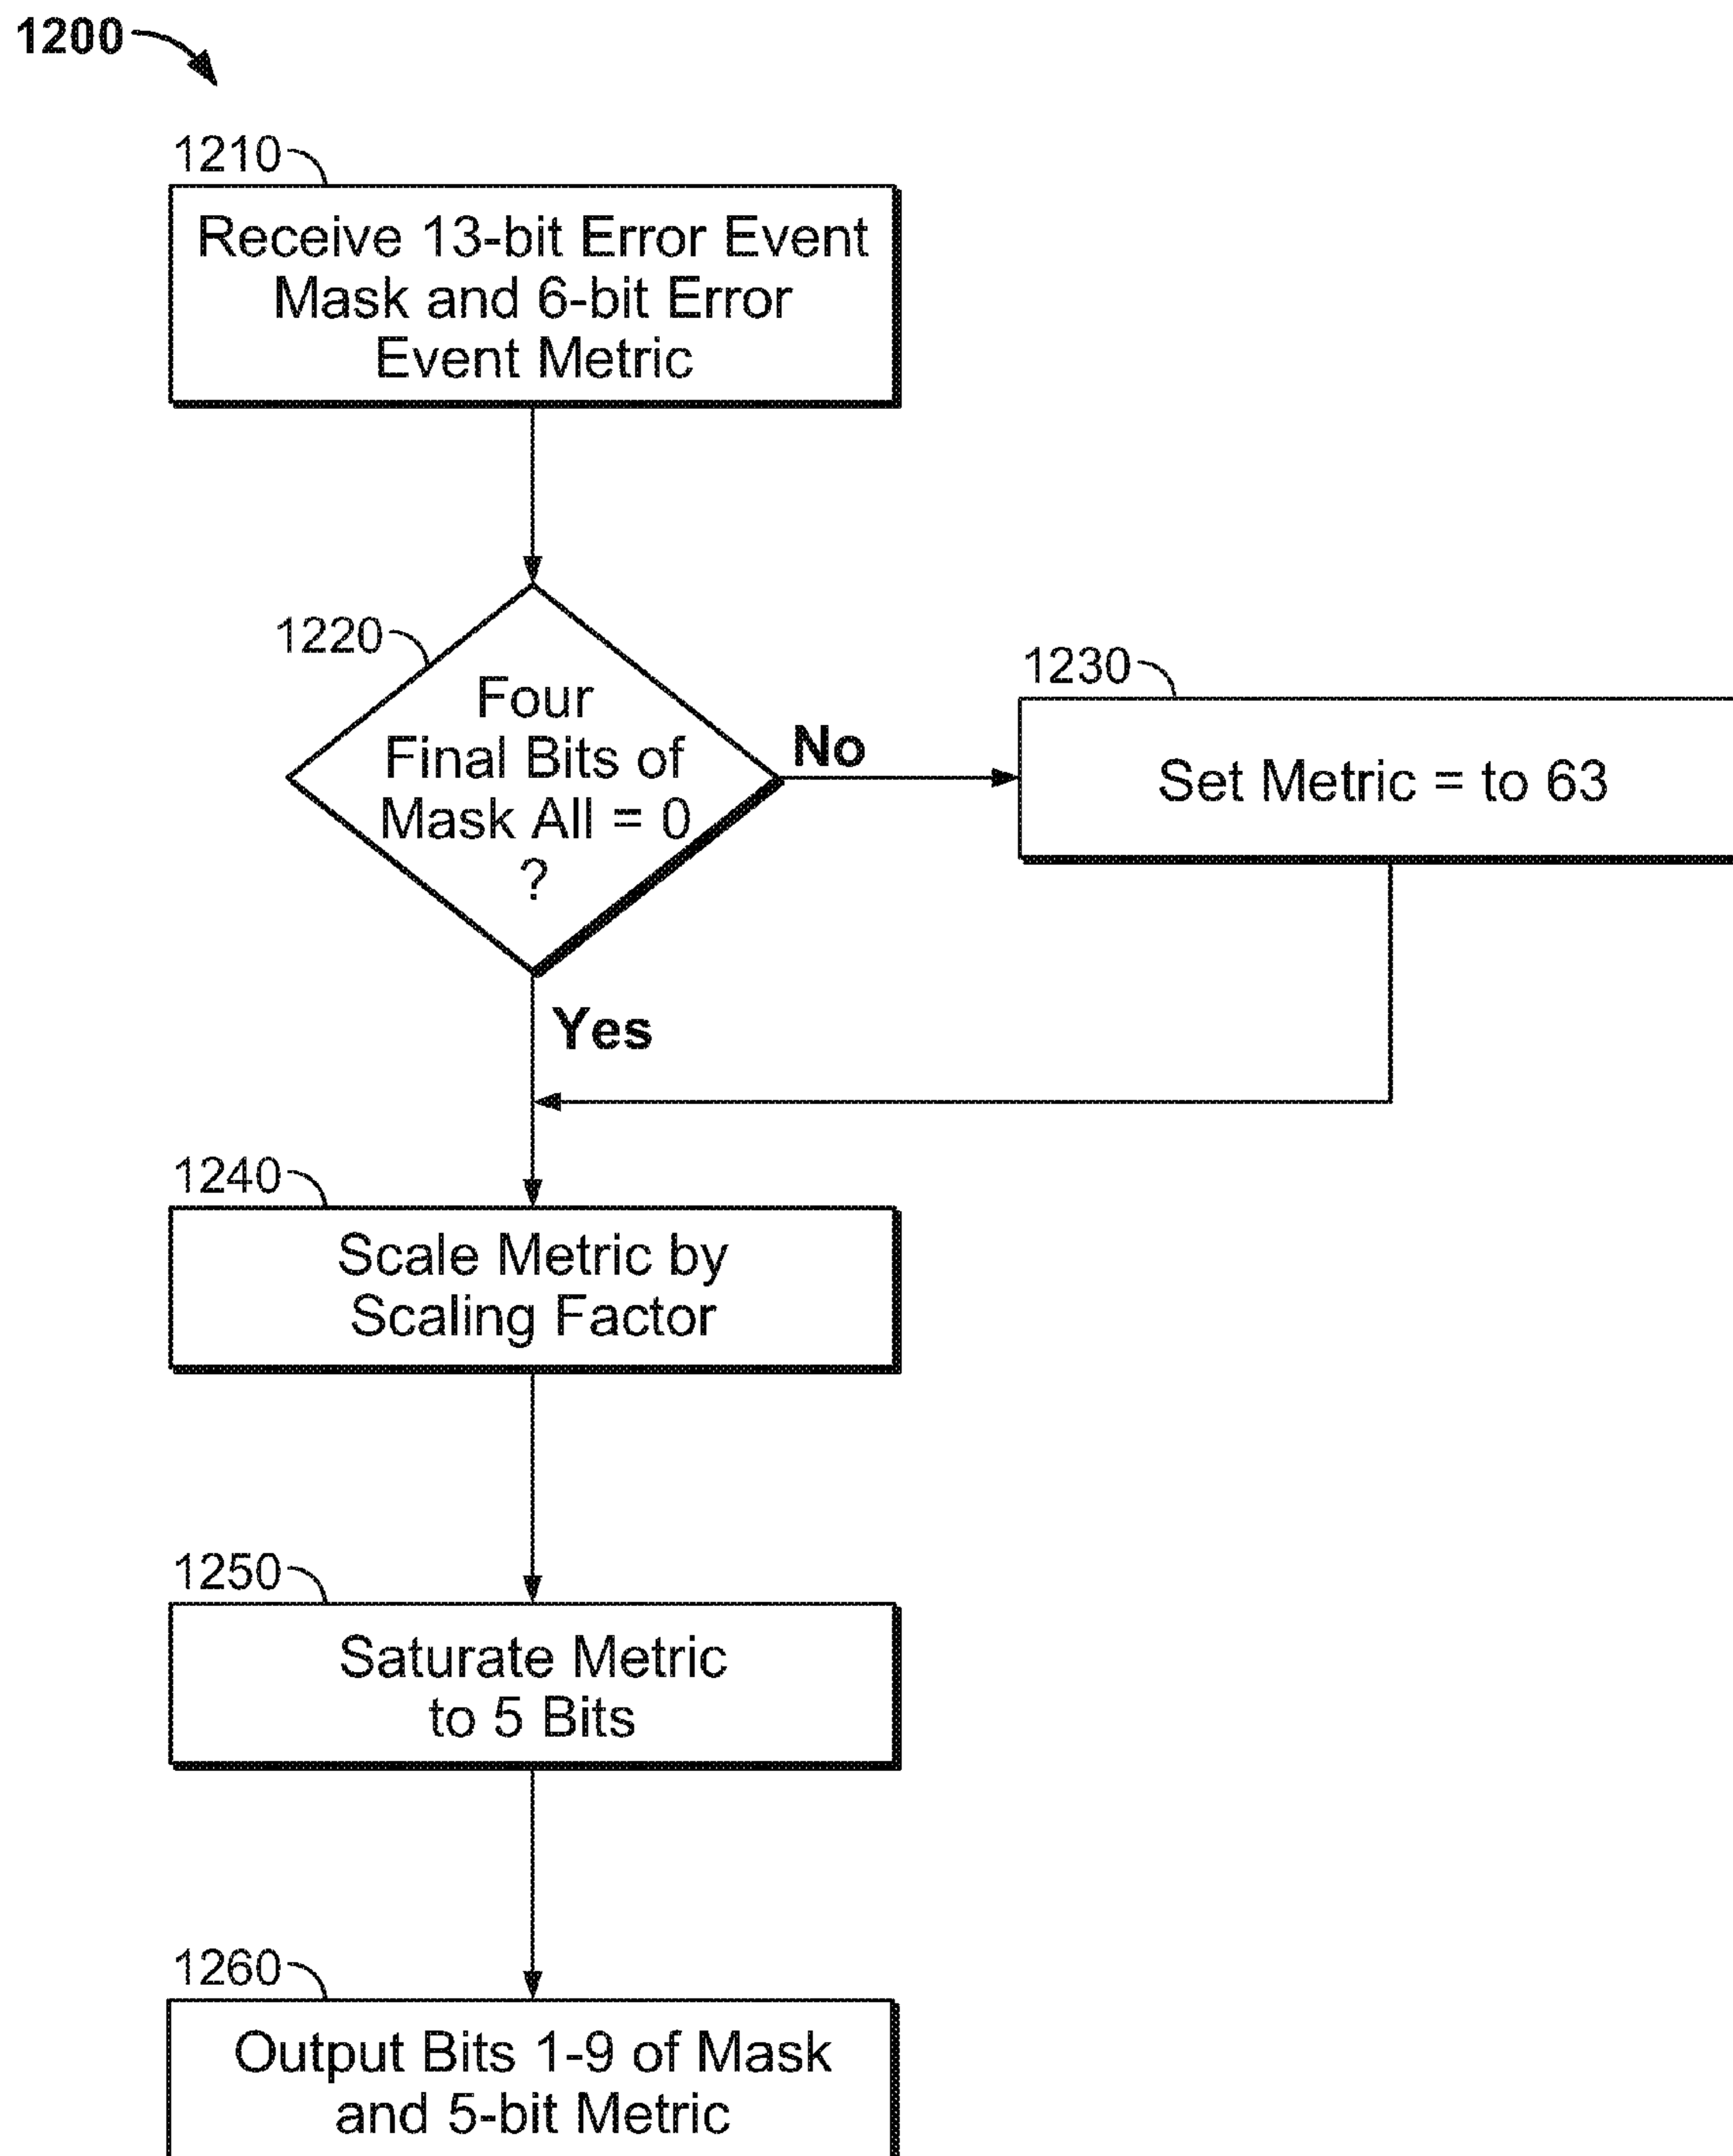 1200
1210
Receive 13-bit Error Event
Mask and 6-bit Error
Event Metric
1220
Four
Final Bits of
Mask All = 0
?
No
1230
Set Metric = to 63
Yes
1240
Scale Metric by
Scaling Factor
1250
Saturate Metric
to 5 Bits
1260
Output Bits 1-9 of Mask
and 5-bit Metric